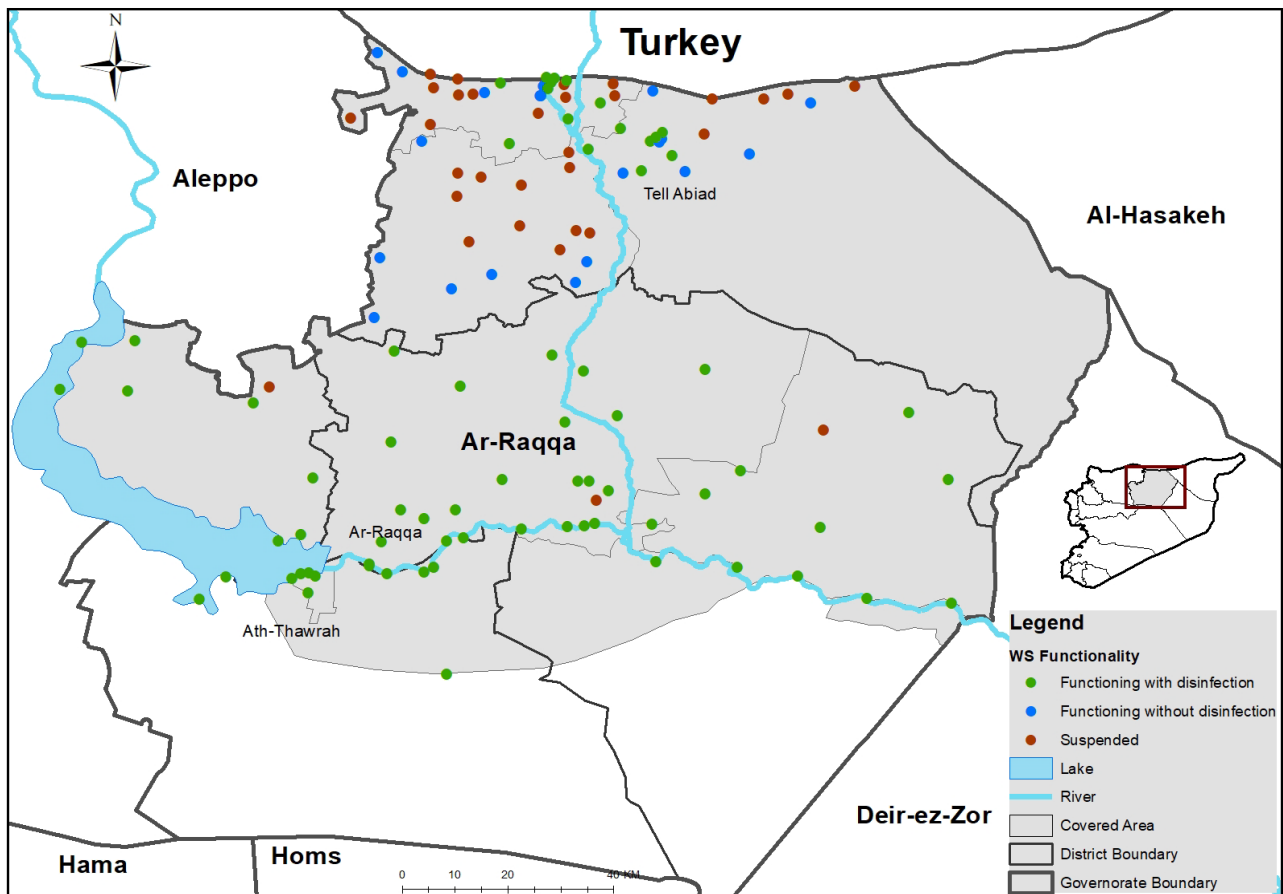 N
Turkey
Aleppo
Tell Abiad
Al-Hasakeh
Ar-Raqqa
Ar-Raqqa
Ath-Thawrah
Deir-ez-Zor
Hama
Homs
0 10 20 40 KM
Legend
WS Functionality
Functioning with disinfection
Functioning without disinfection
Suspended
Lake
River
Covered Area
District Boundary
Governorate Boundary